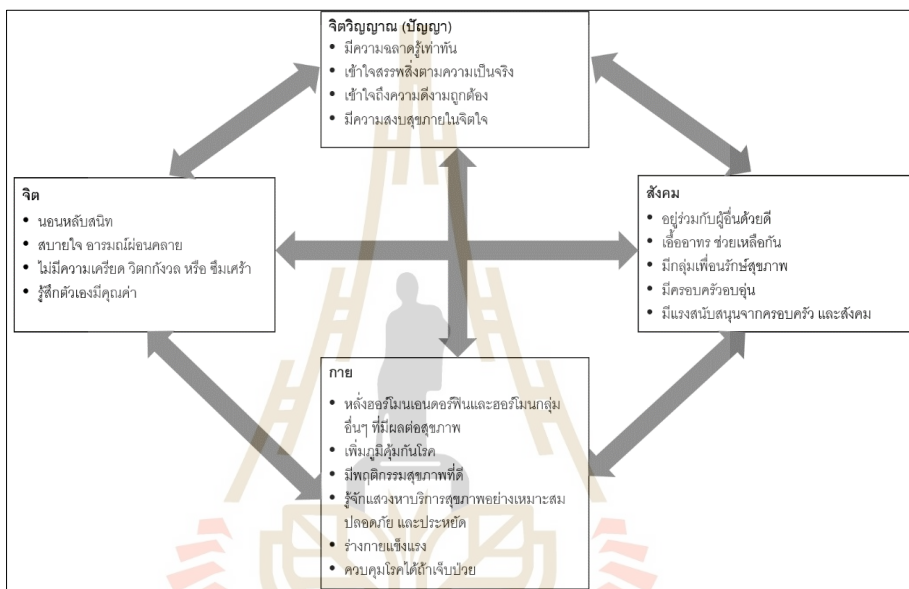 จิตวิญญาณ (ปัญญา)
• มีความฉลาดรู้เท่าทัน
• เข้าใจสรรพสิ่งตามความเป็นจริง
• เข้าใจถึงความดีงามถูกต้อง
• มีความสงบสุขภายในจิตใจ
จิต
• นอนหลับสนิท
• สบายใจ อารมณ์ผ่อนคลาย
• ไม่มีความเครียด วิตกกังวล หรือ ซึมเศร้า
• รู้สึกตัวเองมีคุณค่า
สังคม
• อยู่ร่วมกับผู้อื่นด้วยดี
• เอื้ออาทร ช่วยเหลือกัน
• มีกลุ่มเพื่อนรักษ์สุขภาพ
• มีครอบครัวอบอุ่น
• มีแรงสนับสนุนจากครอบครัว และสังคม
กาย
• หลั่งฮอร์โมนเอนดอร์ฟินและฮอร์โมนกลุ่ม
อื่นๆ ที่มีผลต่อสุขภาพ
• เพิ่มภูมิคุ้มกันโรค
• มีพฤติกรรมสุขภาพที่ดี
• รู้จักแสวงหาบริการสุขภาพอย่างเหมาะสม
ปลอดภัย และประหยัด
• ร่างกายแข็งแรง
• ควบคุมโรคได้ถ้าเจ็บป่วย